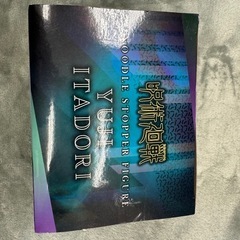 呪術廻戦
NOODLE STOPPER FIGURE
YUJI
ITADORI